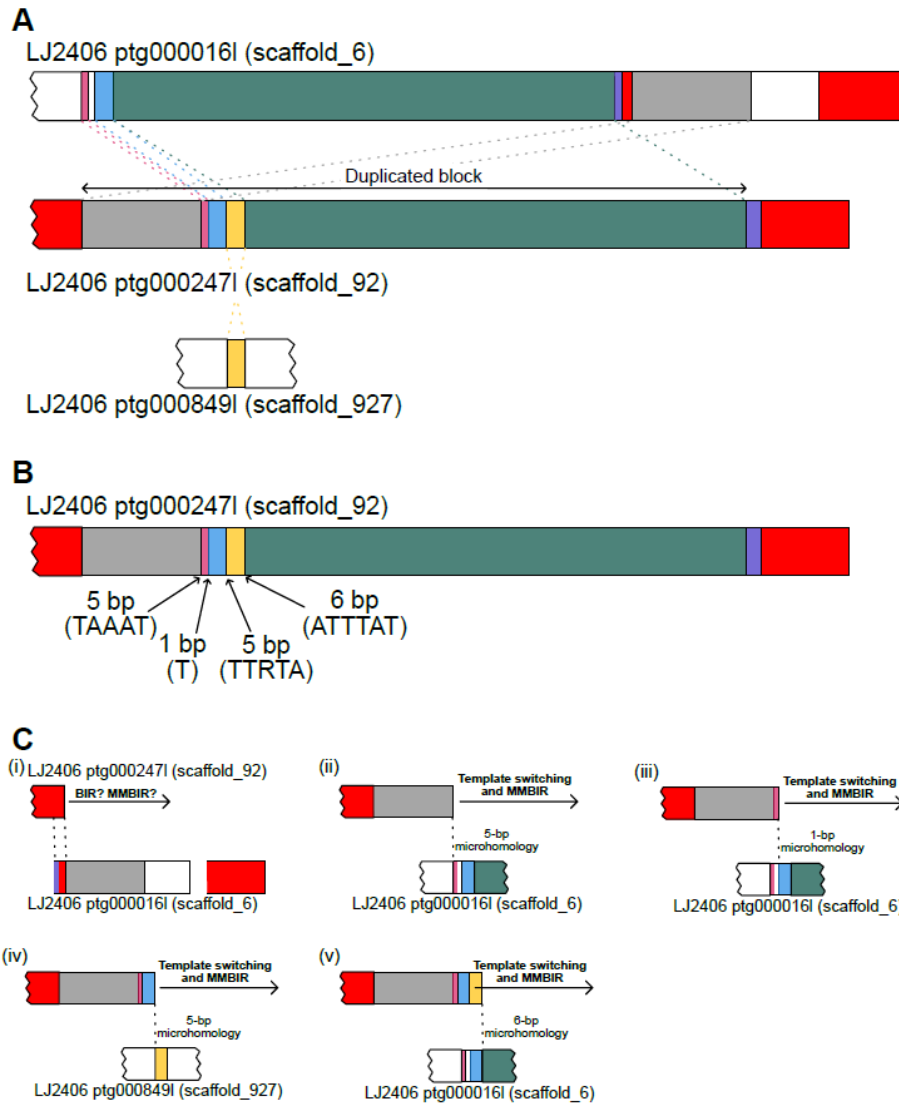 A
LJ2406 ptg000016l (scaffold_6)
Duplicated block
LJ2406 ptg000247l (scaffold_92)
LJ2406 ptg000849l (scaffold_927)
B
LJ2406 ptg000247l (scaffold_92)
5 bp
(TAAAT)
1 bp
(T)
5 bp
(TTRTA)
6 bp
(ATTTAT)
C
(i)
LJ2406 ptg000247l (scaffold_92)
BIR? MMBIR?
LJ2406 ptg000016l (scaffold_6)
(ii)
Template switching
and MMBIR
5-bp
microhomology
LJ2406 ptg000016l (scaffold_6)
(iii)
Template switching
and MMBIR
1-bp
microhomology
LJ2406 ptg000016l (scaffold_6)
(iv)
Template switching
and MMBIR
5-bp
microhomology
LJ2406 ptg000849l (scaffold_927)
(v)
Template switching
and MMBIR
6-bp
microhomology
LJ2406 ptg000016l (scaffold_6)